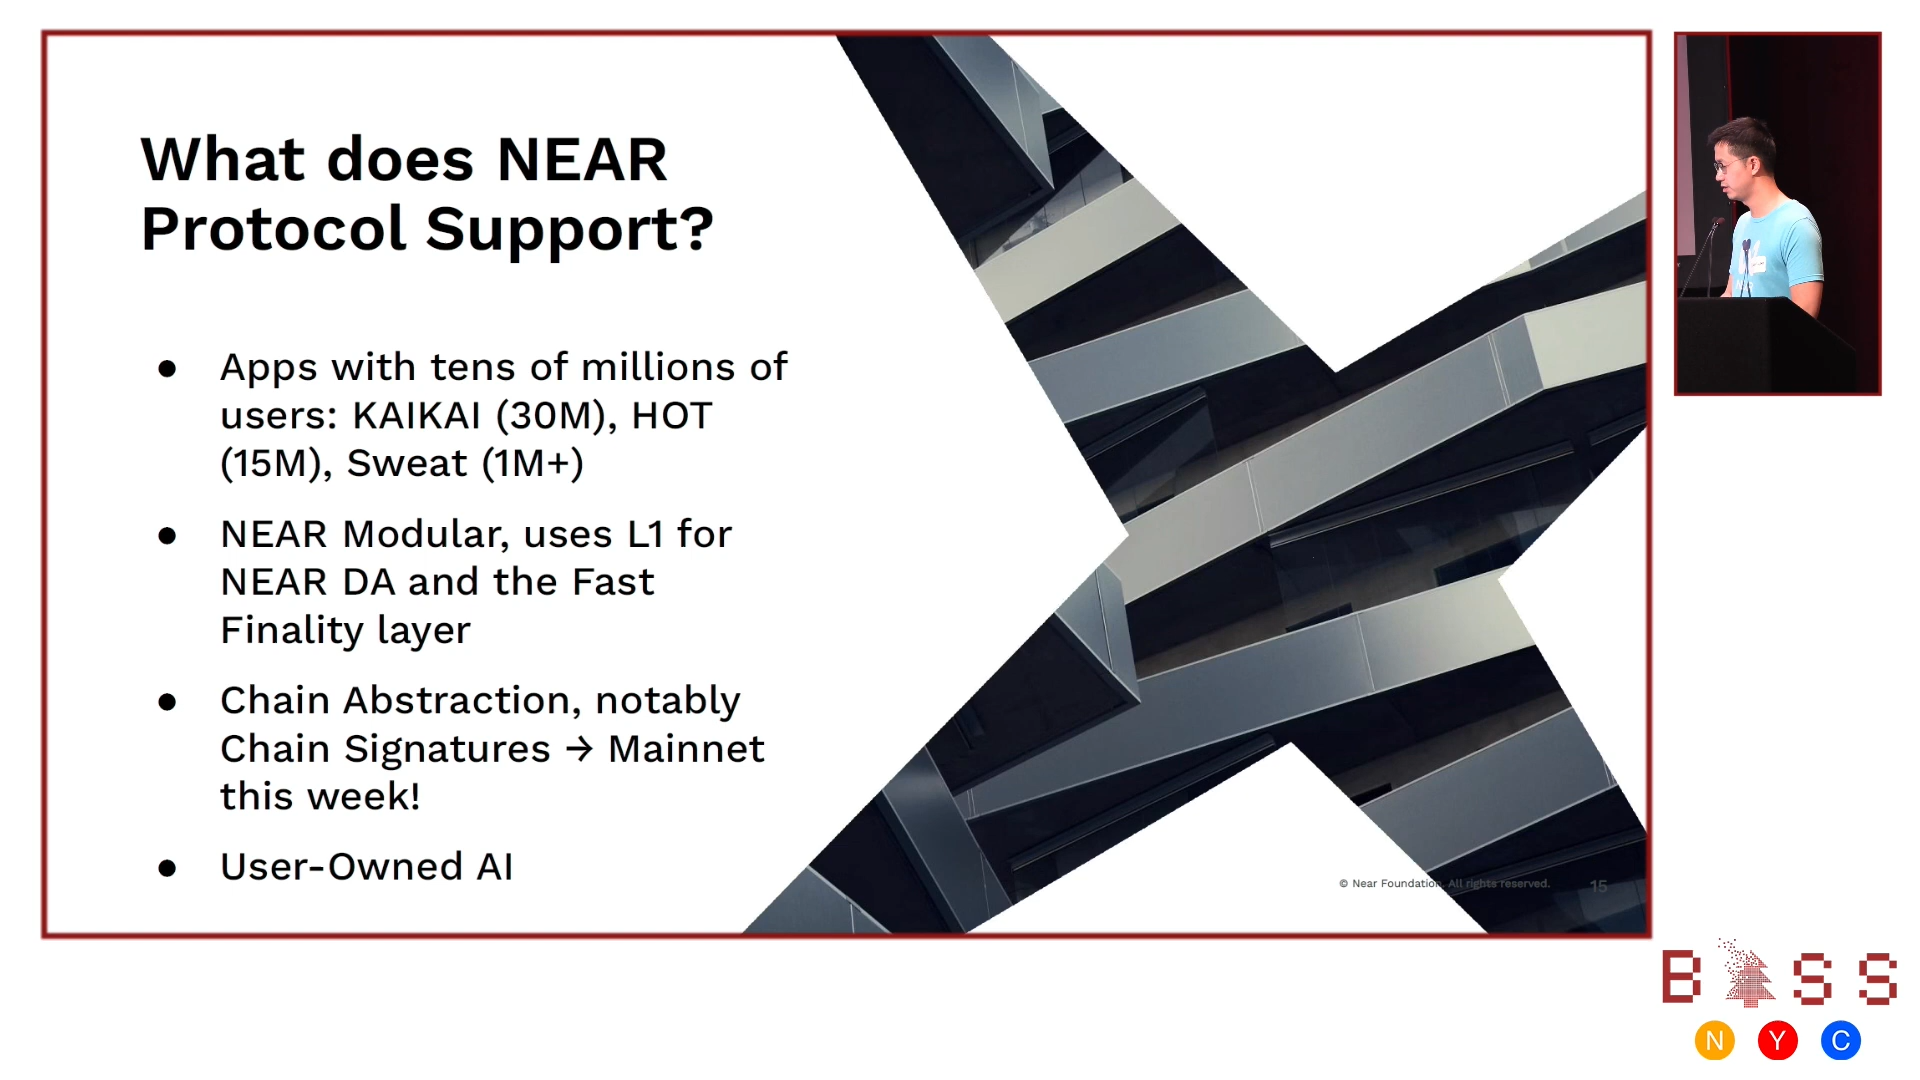 What does NEAR
Protocol Support?
● Apps with tens of millions of
users: KAIKAI (30M), HOT
(15M), Sweat (1M+)
● NEAR Modular, uses L1 for
NEAR DA and the Fast
Finality layer
● Chain Abstraction, notably
Chain Signatures → Mainnet
this week!
● User-Owned AI
© Near Foundation. All rights reserved. 15
B SS
N Y C